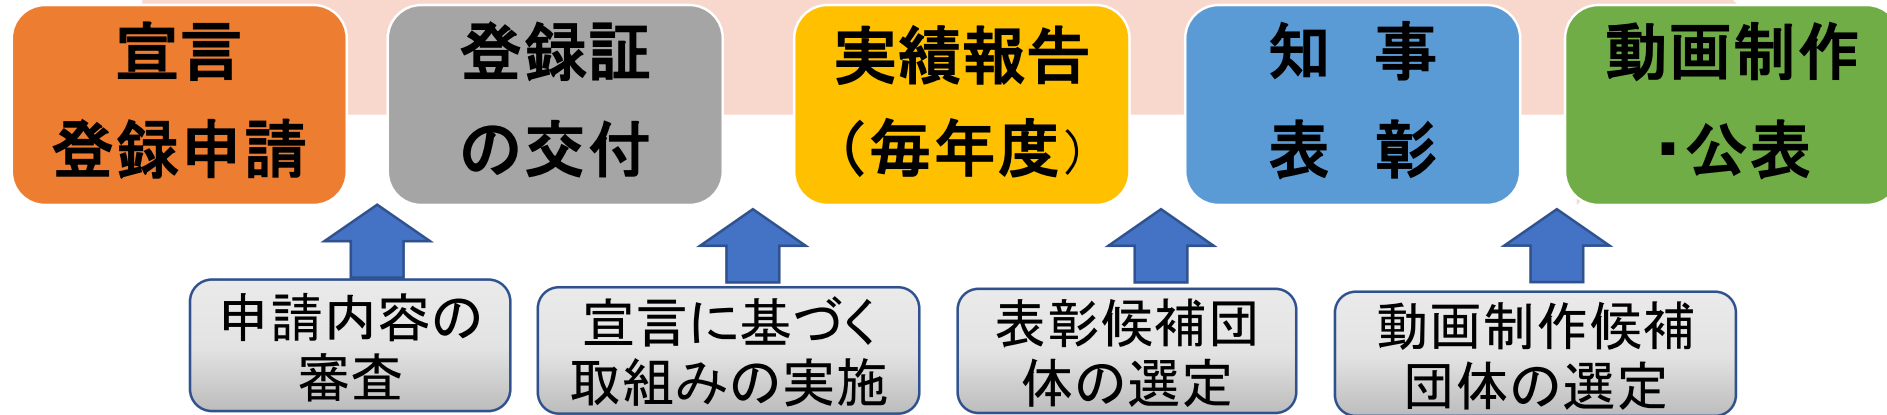 宣言
登録申請
登録証
の交付
実績報告
（毎年度）
知　事
表　彰
動画制作
・公表
申請内容の
審査
宣言に基づく
取組みの実施
表彰候補団
体の選定
動画制作候補
団体の選定